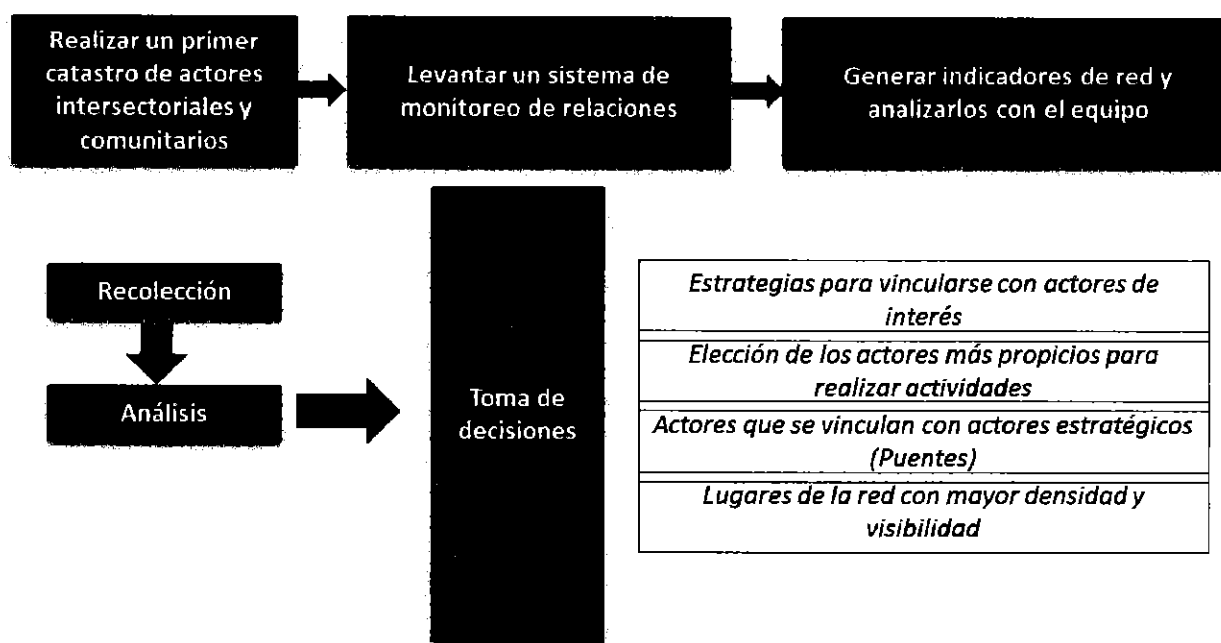 Realizar un primer
catastro de actores
intersectoriales y
comunitarios
Levantar un sistema de
monitoreo de relaciones
Generar indicadores de red y
analizarlos con el equipo
Recolección
Análisis
Toma de
decisiones
Estrategias para vincularse con actores de
interés
Elección de los actores más propicios para
realizar actividades
Actores que se vinculan con actores estratégicos
(Puentes)
Lugares de la red con mayor densidad y
visibilidad